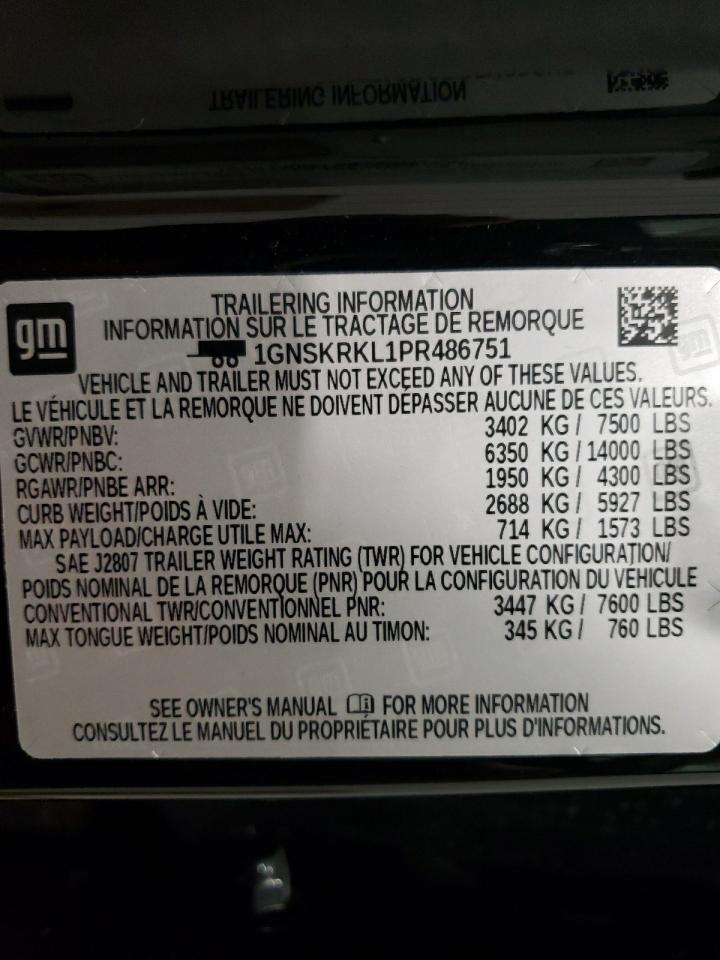 TRAILERING INFORMATION
gm
TRAILERING INFORMATION
INFORMATION SUR LE TRACTAGE DE REMORQUE
1GNSKRKL1PR486751
VEHICLE AND TRAILER MUST NOT EXCEED ANY OF THESE VALUES.
LE VÉHICULE ET LA REMORQUE NE DOIVENT DÉPASSER AUCUNE DE CES VALEURS.
GVWR/PNBV: 3402 KG / 7500 LBS
GCWR/PNBC: 6350 KG / 14000 LBS
RGAWR/PNBE ARR: 1950 KG / 4300 LBS
CURB WEIGHT/POIDS À VIDE: 2688 KG / 5927 LBS
MAX PAYLOAD/CHARGE UTILE MAX: 714 KG / 1573 LBS
SAE J2807 TRAILER WEIGHT RATING (TWR) FOR VEHICLE CONFIGURATION/
POIDS NOMINAL DE LA REMORQUE (PNR) POUR LA CONFIGURATION DU VÉHICULE
CONVENTIONAL TWR/CONVENTIONNEL PNR: 3447 KG / 7600 LBS
MAX TONGUE WEIGHT/POIDS NOMINAL AU TIMON: 345 KG / 760 LBS
SEE OWNER'S MANUAL FOR MORE INFORMATION
CONSULTEZ LE MANUEL DU PROPRIÉTAIRE POUR PLUS D'INFORMATIONS.